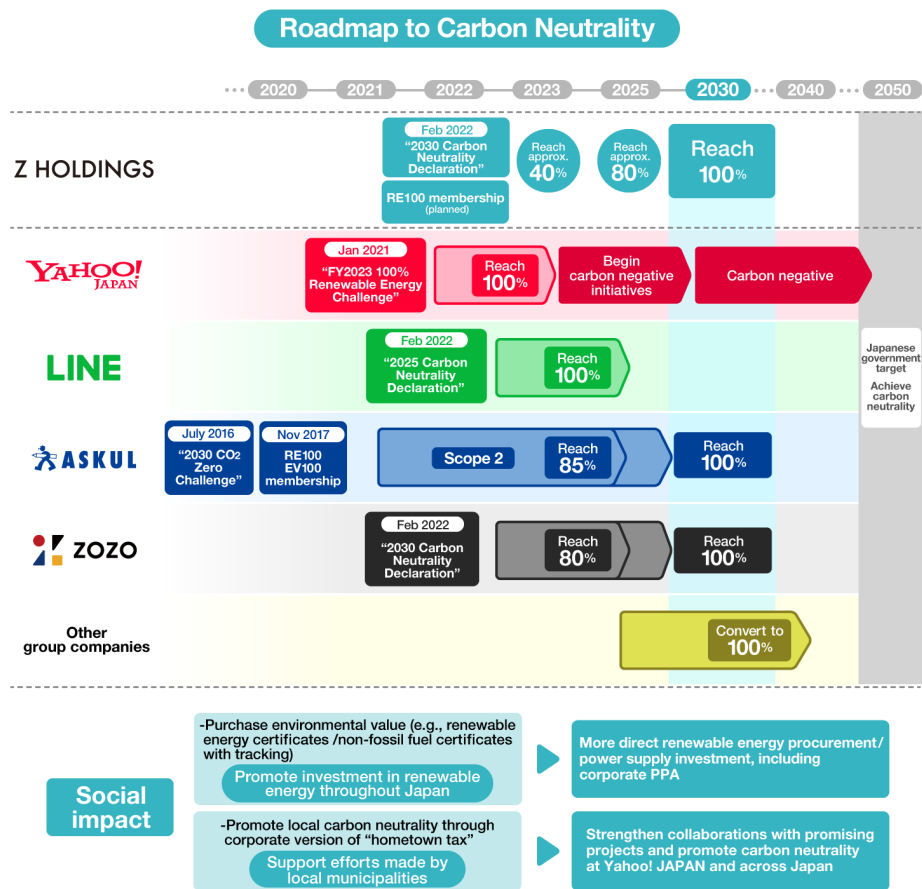 Roadmap to Carbon Neutrality
2020
2021
2022
2023
2025
2030
2040
2050
Z HOLDINGS
Feb 2022
“2030 Carbon
Neutrality
Declaration”
RE100 membership
(planned)
Reach
approx.
40%
Reach
approx.
80%
Reach
100%
YAHOO!
JAPAN
Jan 2021
“FY2023 100%
Renewable Energy
Challenge”
Reach
100%
Begin
carbon negative
initiatives
Carbon negative
LINE
Feb 2022
“2025 Carbon
Neutrality
Declaration”
Reach
100%
Japanese
government
target
Achieve
carbon
neutrality
ASKUL
July 2016
“2030 CO₂
Zero
Challenge”
Nov 2017
RE100
EV100
membership
Scope 2
Reach
85%
Reach
100%
ZOZO
Feb 2022
“2030 Carbon
Neutrality
Declaration”
Reach
80%
Reach
100%
Other
group companies
Convert to
100%
Social
impact
-Purchase environmental value (e.g., renewable
energy certificates /non-fossil fuel certificates
with tracking)
Promote investment in renewable
energy throughout Japan
More direct renewable energy procurement/
power supply investment, including
corporate PPA
-Promote local carbon neutrality through
corporate version of “hometown tax”
Support efforts made by
local municipalities
Strengthen collaborations with promising
projects and promote carbon neutrality
at Yahoo! JAPAN and across Japan